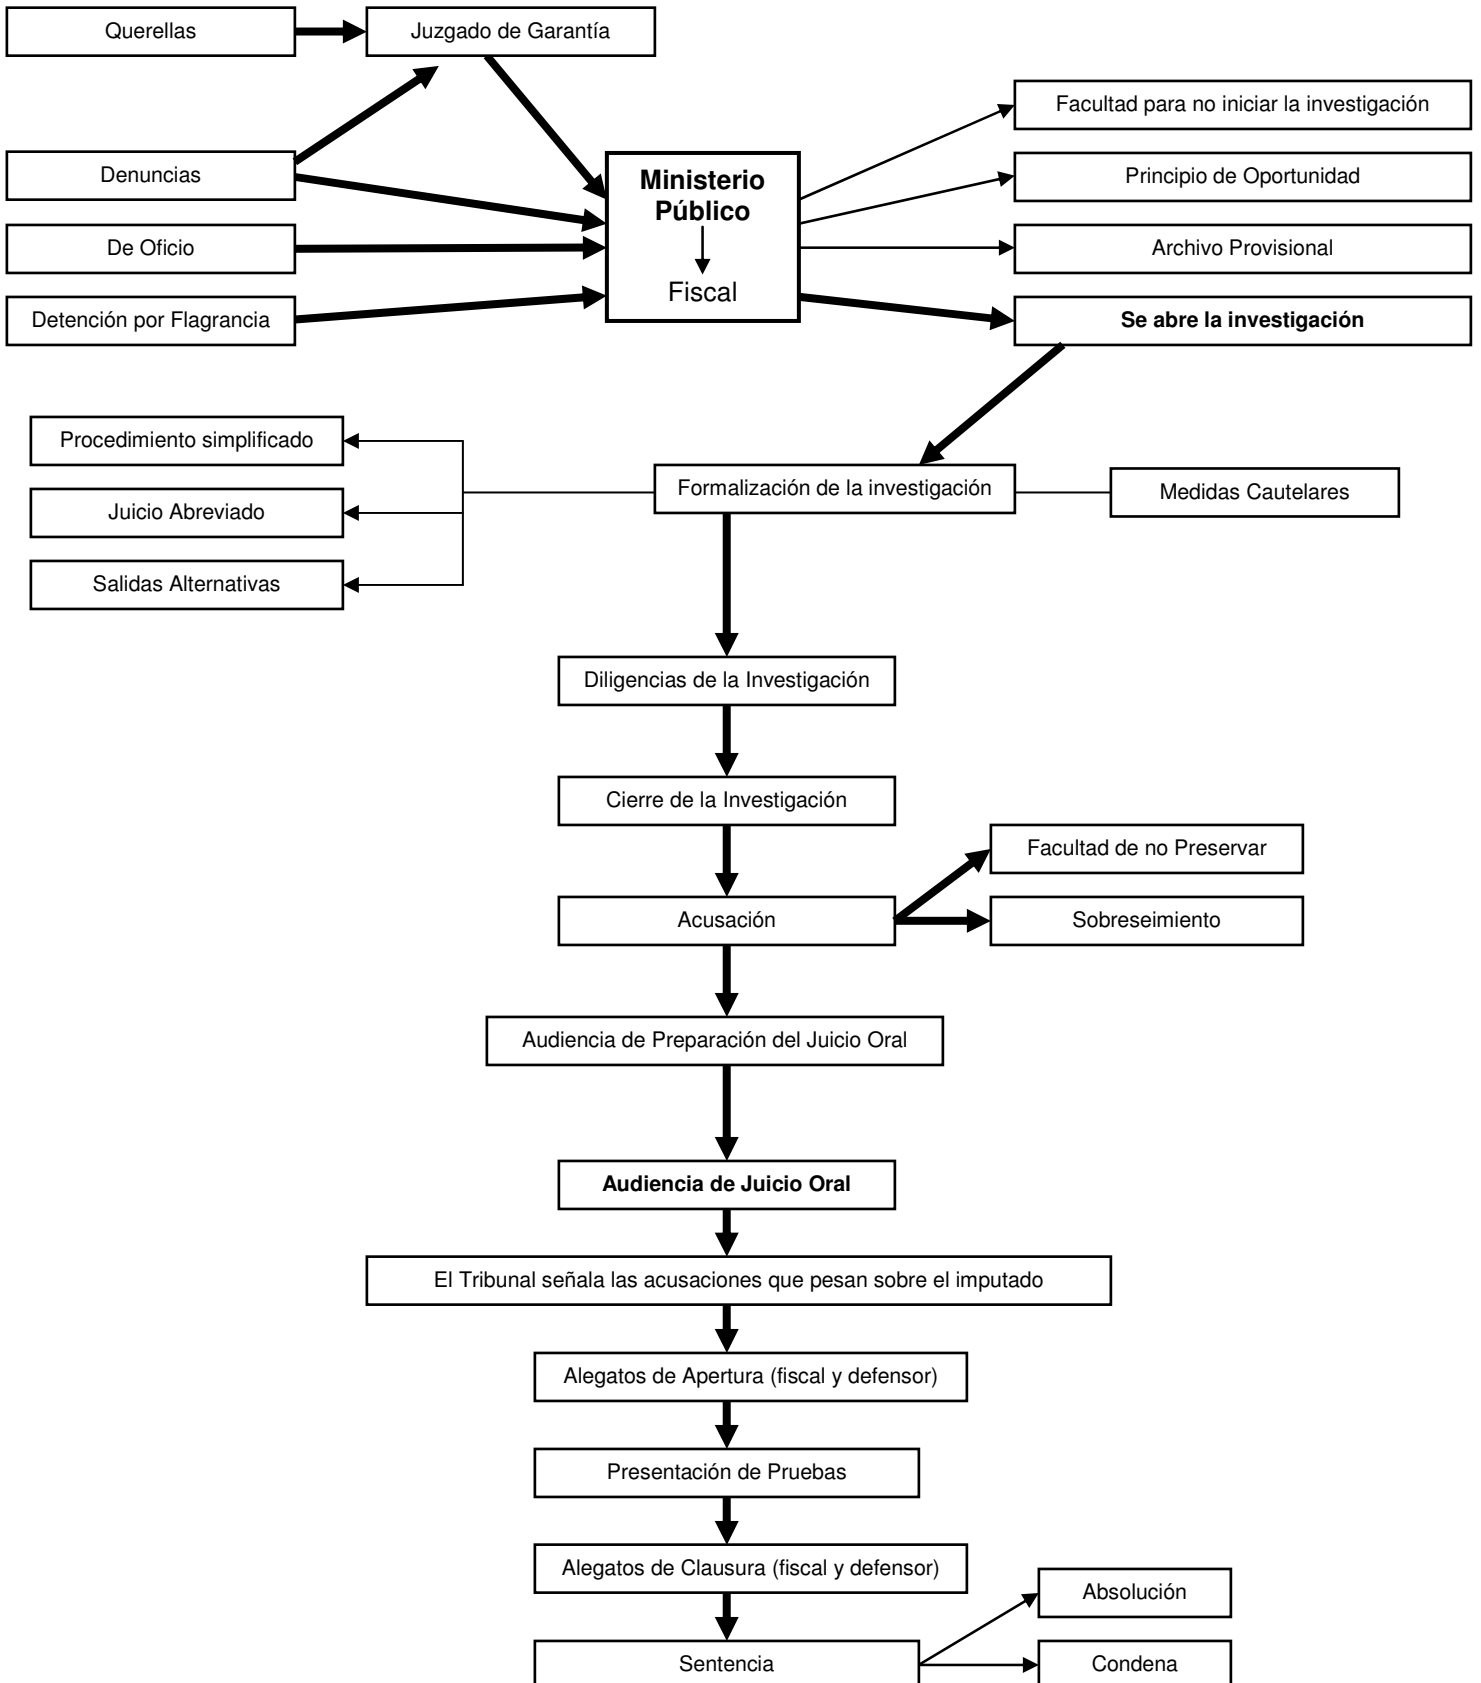 Querellas
Juzgado de Garantía
Facultad para no iniciar la investigación
Denuncias
Ministerio
Público
Principio de Oportunidad
De Oficio
Archivo Provisional
Fiscal
Detención por Flagrancia
Se abre la investigación
Procedimiento simplificado
Formalización de la investigación
Medidas Cautelares
Juicio Abreviado
Salidas Alternativas
Diligencias de la Investigación
Cierre de la Investigación
Facultad de no Preservar
Acusación
Sobreseimiento
Audiencia de Preparación del Juicio Oral
Audiencia de Juicio Oral
El Tribunal señala las acusaciones que pesan sobre el imputado
Alegatos de Apertura (fiscal y defensor)
Presentación de Pruebas
Alegatos de Clausura (fiscal y defensor)
Absolución
Sentencia
Condena